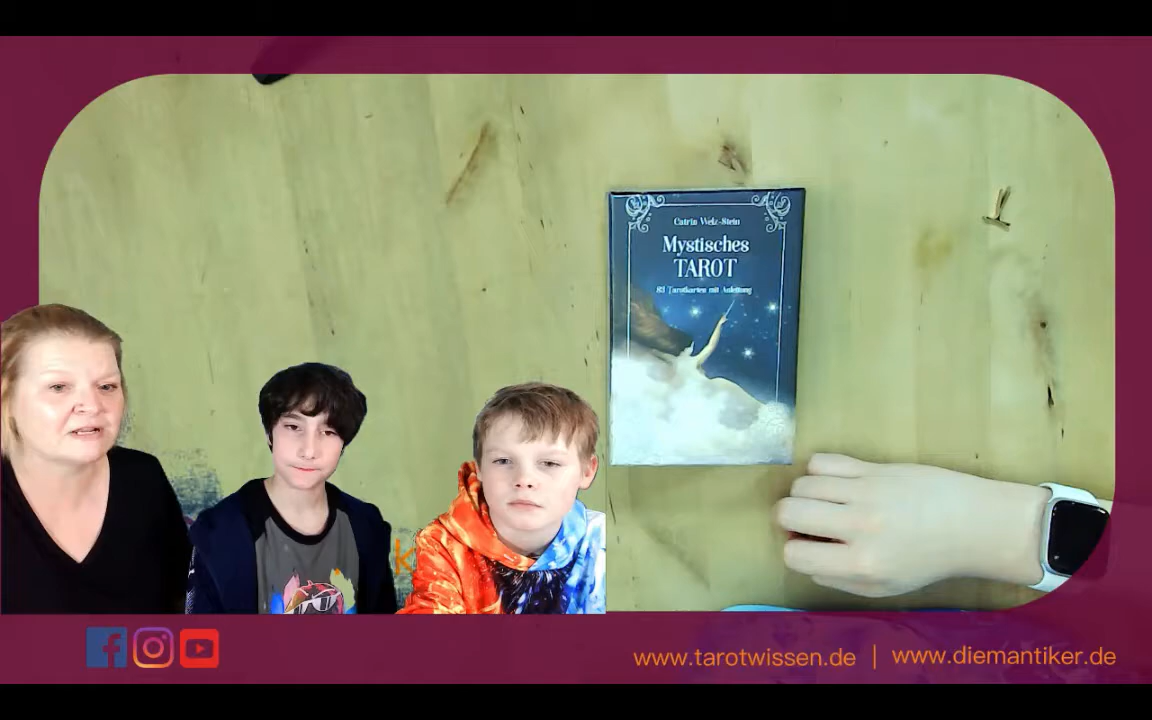 Catrin Welz-Stein
Mystisches
TAROT
83 Tarotkarten mit Anleitung
www.tarotwissen.de | www.diemantiker.de